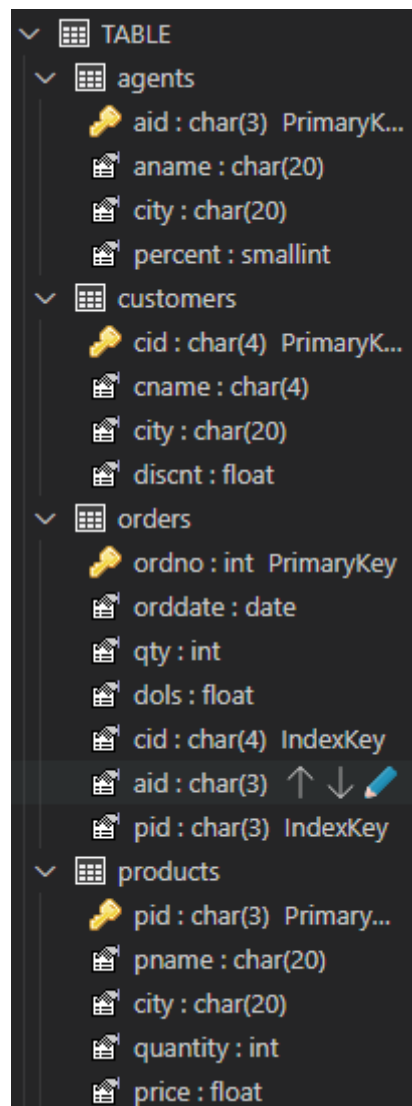 TABLE
agents
aid : char(3) PrimaryK...
aname : char(20)
city : char(20)
percent : smallint
customers
cid : char(4) PrimaryK...
cname : char(4)
city : char(20)
discnt : float
orders
ordno : int PrimaryKey
orddate : date
qty : int
dols : float
cid : char(4) IndexKey
aid : char(3)
pid : char(3) IndexKey
products
pid : char(3) Primary...
pname : char(20)
city : char(20)
quantity : int
price : float